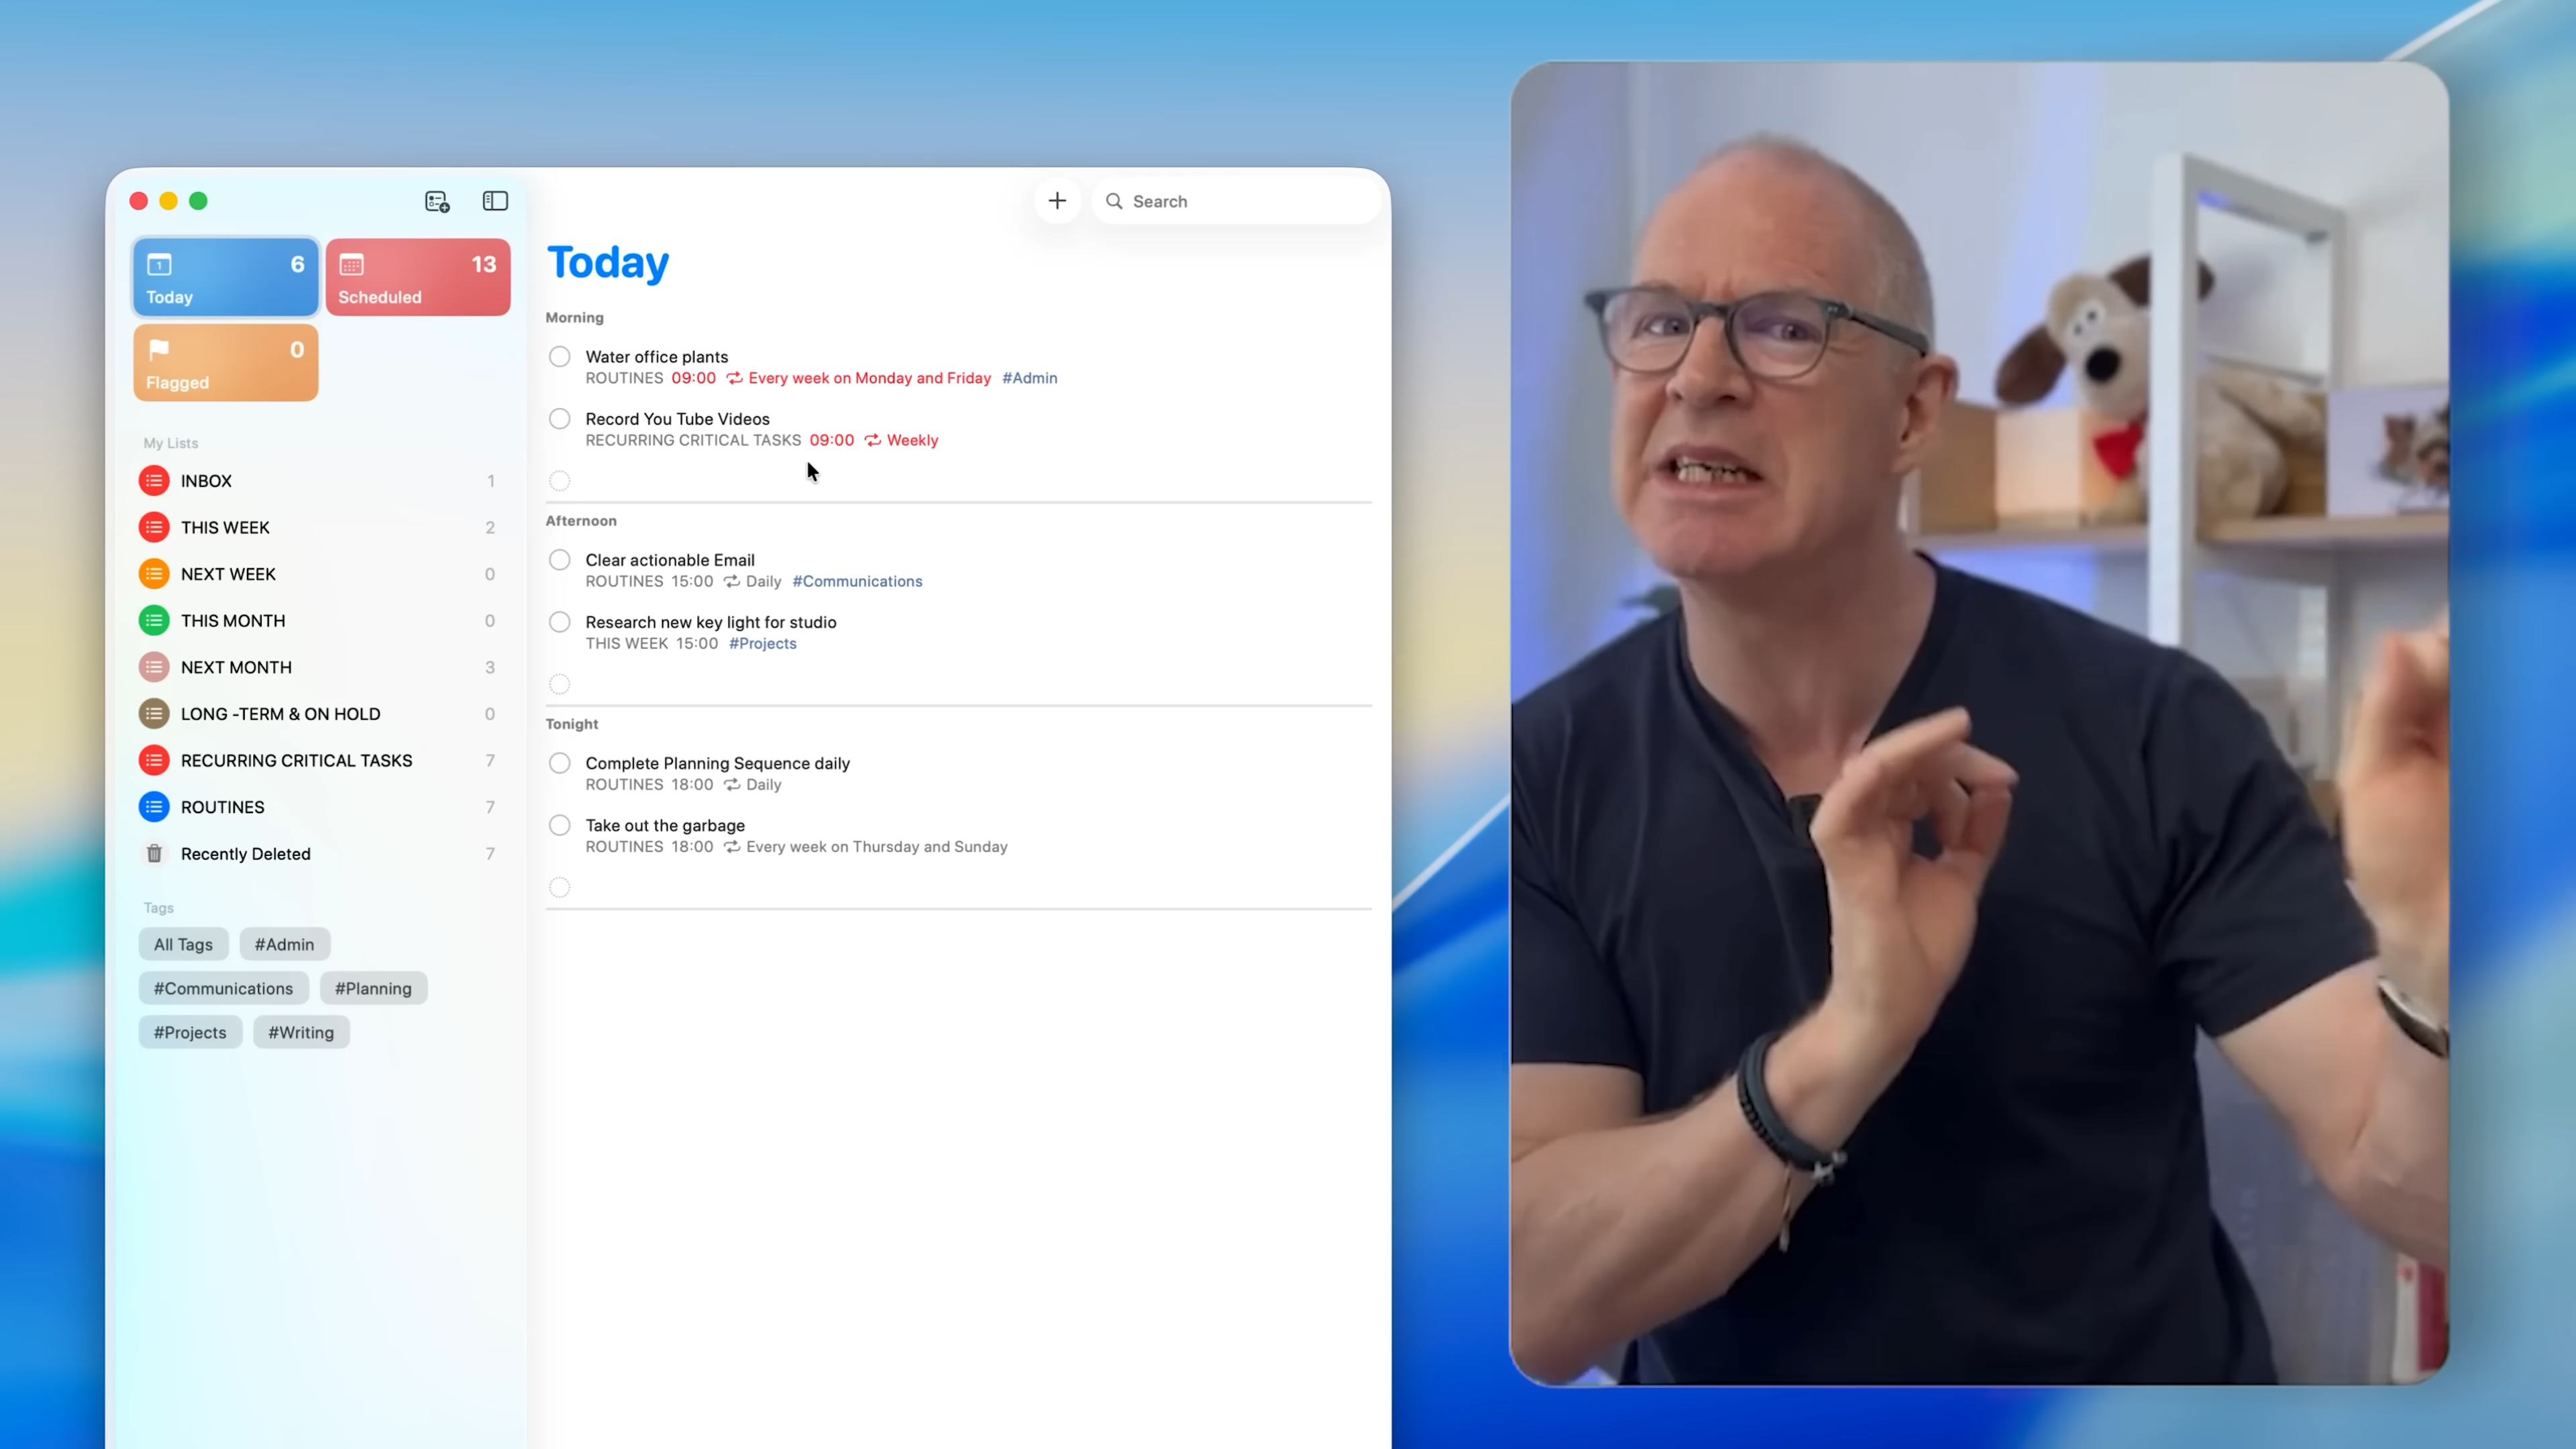 6
Today
13
Scheduled
0
Flagged
My Lists
INBOX 1
THIS WEEK 2
NEXT WEEK 0
THIS MONTH 0
NEXT MONTH 3
LONG -TERM & ON HOLD 0
RECURRING CRITICAL TASKS 7
ROUTINES 7
Recently Deleted 7
Tags
All Tags #Admin
#Communications #Planning
#Projects #Writing
Search
Today
Morning
Water office plants
ROUTINES 09:00 Every week on Monday and Friday #Admin
Record You Tube Videos
RECURRING CRITICAL TASKS 09:00 Weekly
Afternoon
Clear actionable Email
ROUTINES 15:00 Daily #Communications
Research new key light for studio
THIS WEEK 15:00 #Projects
Tonight
Complete Planning Sequence daily
ROUTINES 18:00 Daily
Take out the garbage
ROUTINES 18:00 Every week on Thursday and Sunday